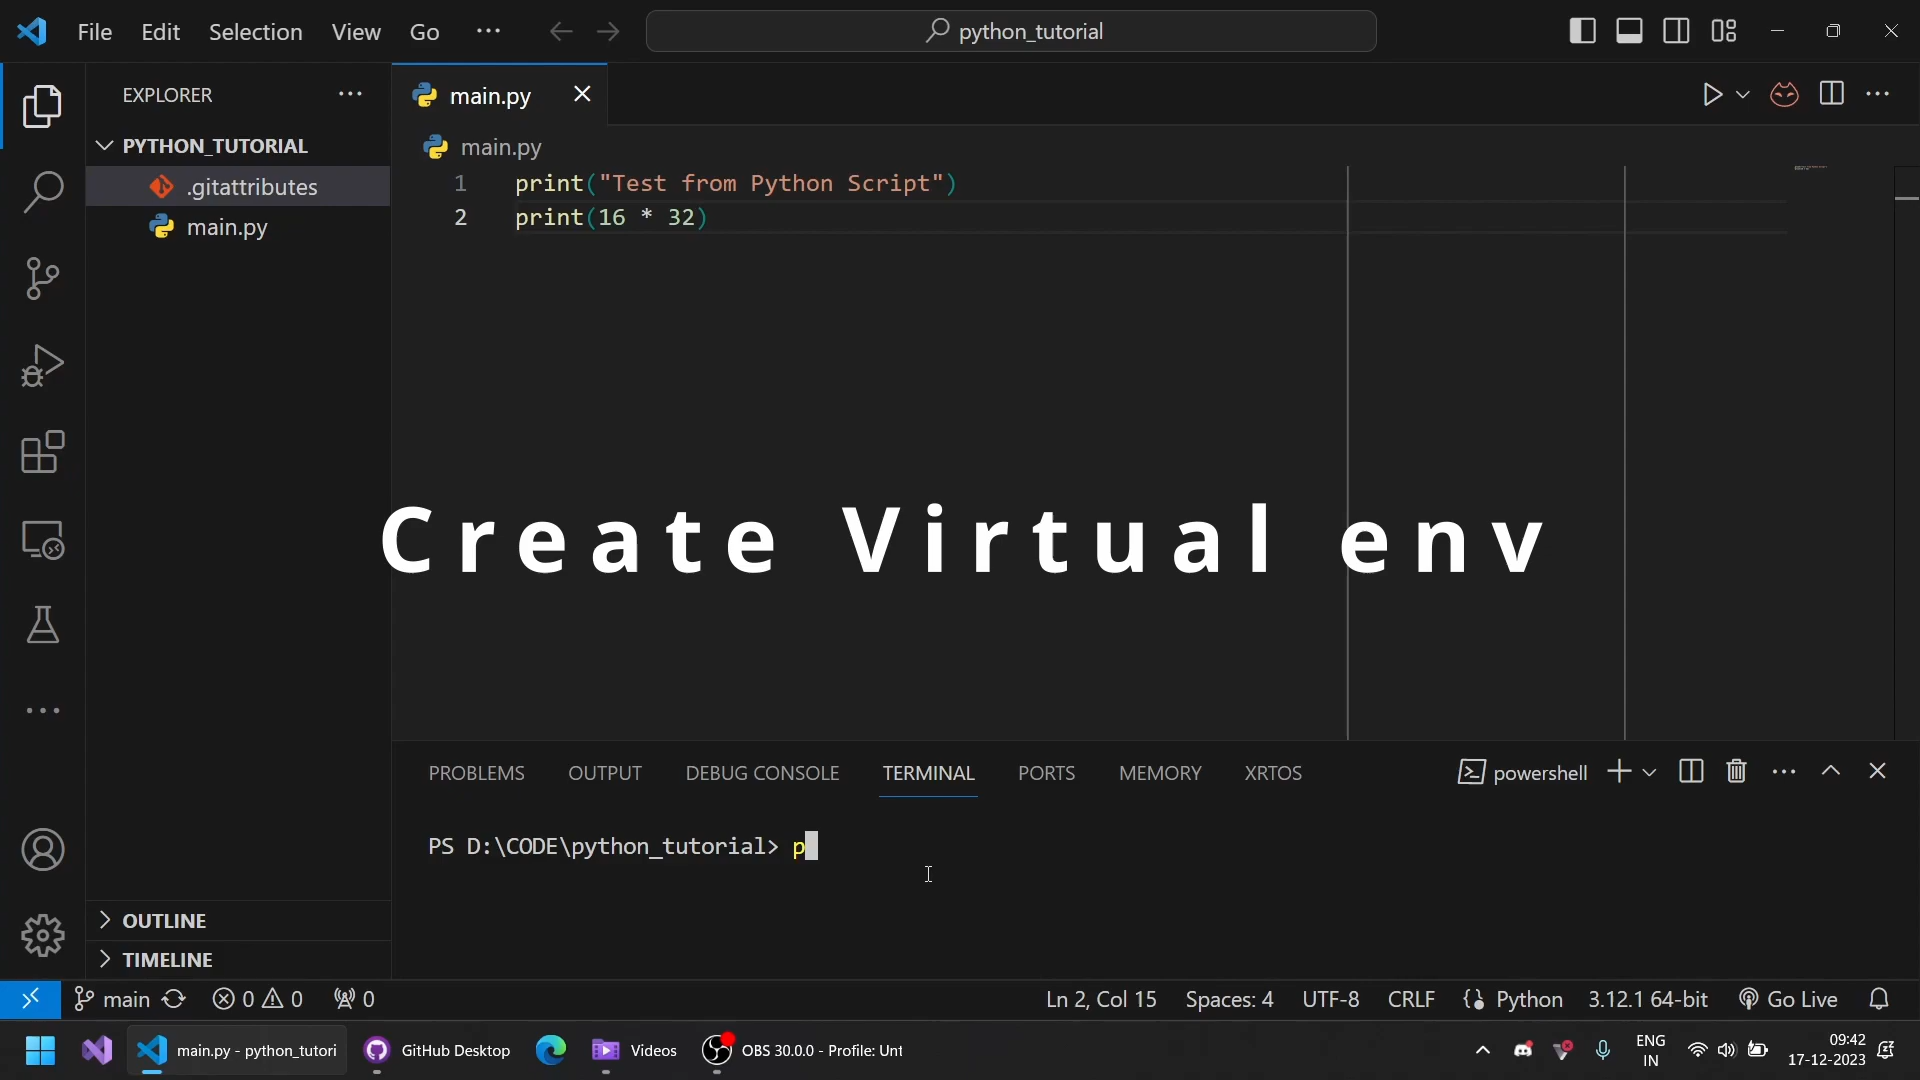 File Edit Selection View Go ···
python_tutorial
EXPLORER
PYTHON_TUTORIAL
.gitattributes
main.py
OUTLINE
TIMELINE
main.py
main.py
1 print("Test from Python Script")
2 print(16 * 32)
Create Virtual env
PROBLEMS OUTPUT DEBUG CONSOLE TERMINAL PORTS MEMORY XRTOS
powershell
PS D:\CODE\python_tutorial> p
main 0 0 0 Ln 2, Col 15 Spaces: 4 UTF-8 CRLF Python 3.12.1 64-bit Go Live
main.py - python_tutori GitHub Desktop Videos OBS 30.0.0 - Profile: Unt
ENG
IN
09:42
17-12-2023